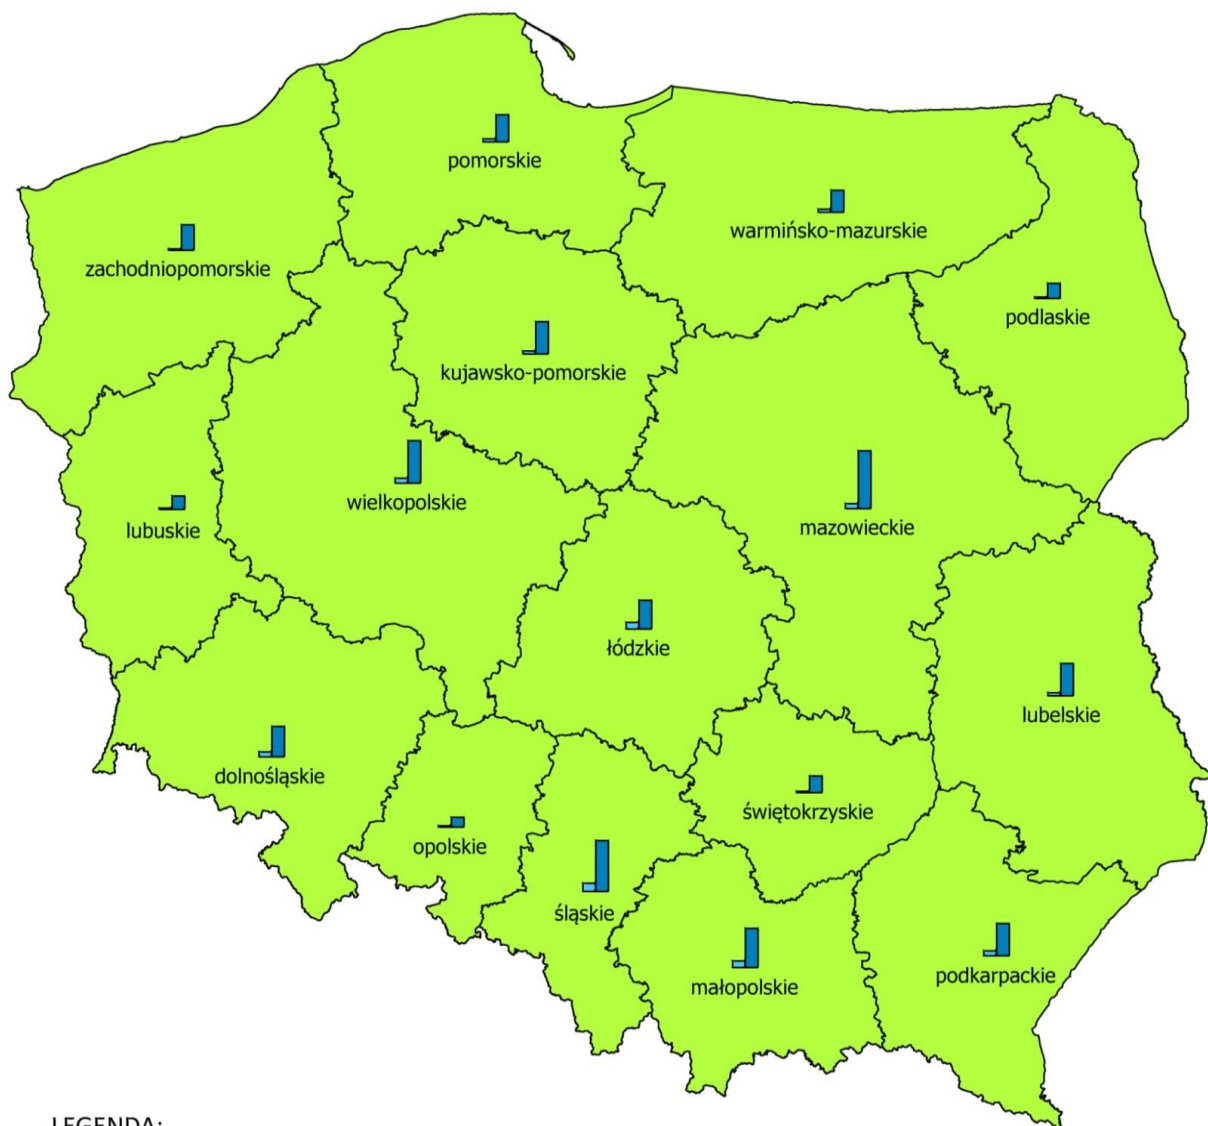 pomorskie
warmińsko-mazurskie
zachodniopomorskie
podlaskie
kujawsko-pomorskie
wielkopolskie
mazowieckie
lubuskie
łódzkie
lubelskie
dolnośląskie
świętokrzyskie
opolskie
śląskie
podkarpackie
małopolskie
LEGENDA: